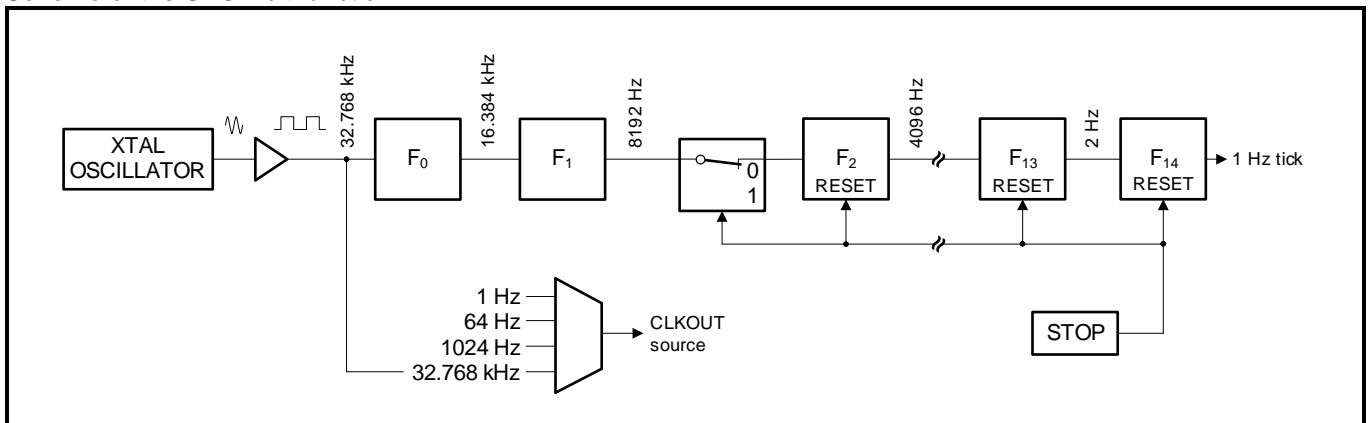 32.768 kHz
16.384 kHz
8192 Hz
4096 Hz
2 Hz
XTAL
OSCILLATOR
F0
F1
0
1
F2
RESET
F13
RESET
F14
RESET
1 Hz tick
1 Hz
64 Hz
1024 Hz
32.768 kHz
CLKOUT
source
STOP